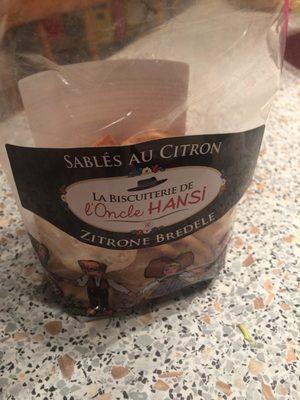 SABLÉS AU CITRON
LA BISCUITERIE DE
l'Oncle HANSi
ZITRONE BREDELE